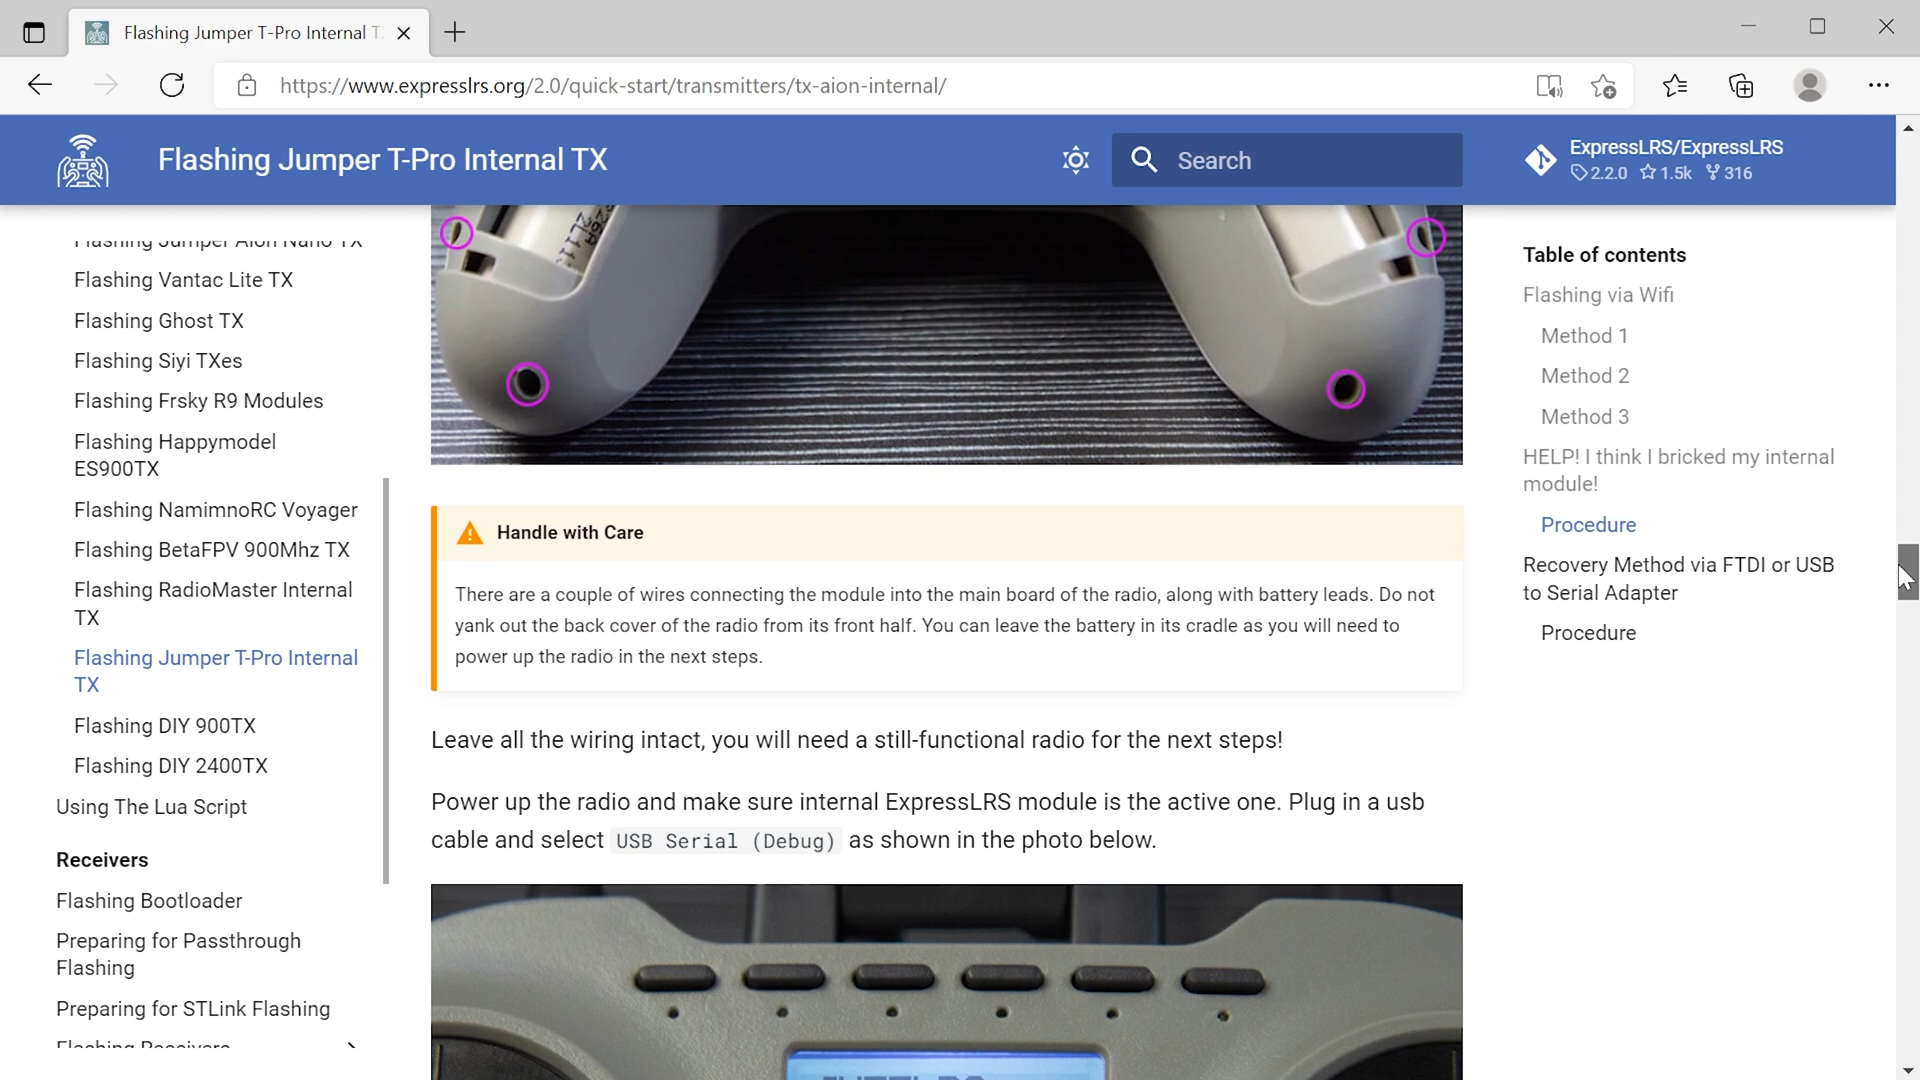 Flashing Jumper T-Pro Internal T
https://www.expresslrs.org/2.0/quick-start/transmitters/tx-aion-internal/
Flashing Jumper T-Pro Internal TX
Search
ExpressLRS/ExpressLRS
2.2.0 1.5k 316
Flashing Jumper Aion Nano TX
Flashing Vantac Lite TX
Flashing Ghost TX
Flashing Siyi TXes
Flashing Frsky R9 Modules
Flashing Happymodel
ES900TX
Flashing NamimnoRC Voyager
Flashing BetaFPV 900Mhz TX
Flashing RadioMaster Internal
TX
Flashing Jumper T-Pro Internal
TX
Flashing DIY 900TX
Flashing DIY 2400TX
Using The Lua Script
Receivers
Flashing Bootloader
Preparing for Passthrough
Flashing
Preparing for STLink Flashing
Flashing Receivers
Handle with Care
There are a couple of wires connecting the module into the main board of the radio, along with battery leads. Do not
yank out the back cover of the radio from its front half. You can leave the battery in its cradle as you will need to
power up the radio in the next steps.
Leave all the wiring intact, you will need a still-functional radio for the next steps!
Power up the radio and make sure internal ExpressLRS module is the active one. Plug in a usb
cable and select USB Serial (Debug) as shown in the photo below.
Table of contents
Flashing via Wifi
Method 1
Method 2
Method 3
HELP! I think I bricked my internal
module!
Procedure
Recovery Method via FTDI or USB
to Serial Adapter
Procedure